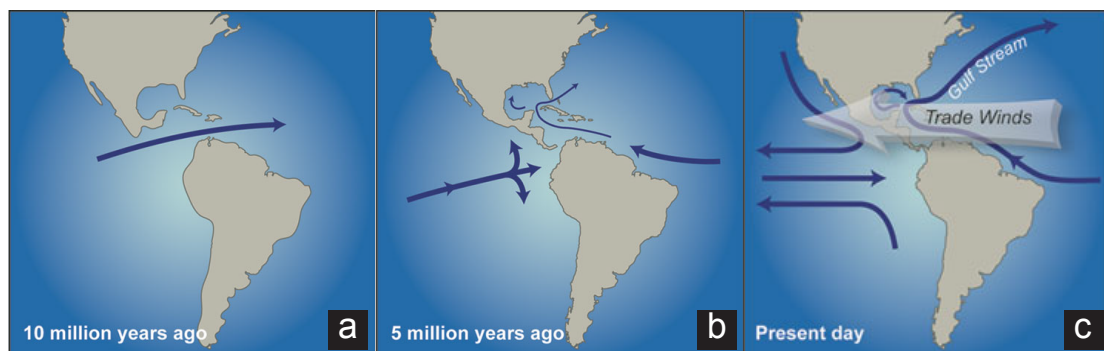 10 million years ago
a
5 million years ago
b
Gulf Stream
Trade Winds
Present day
c